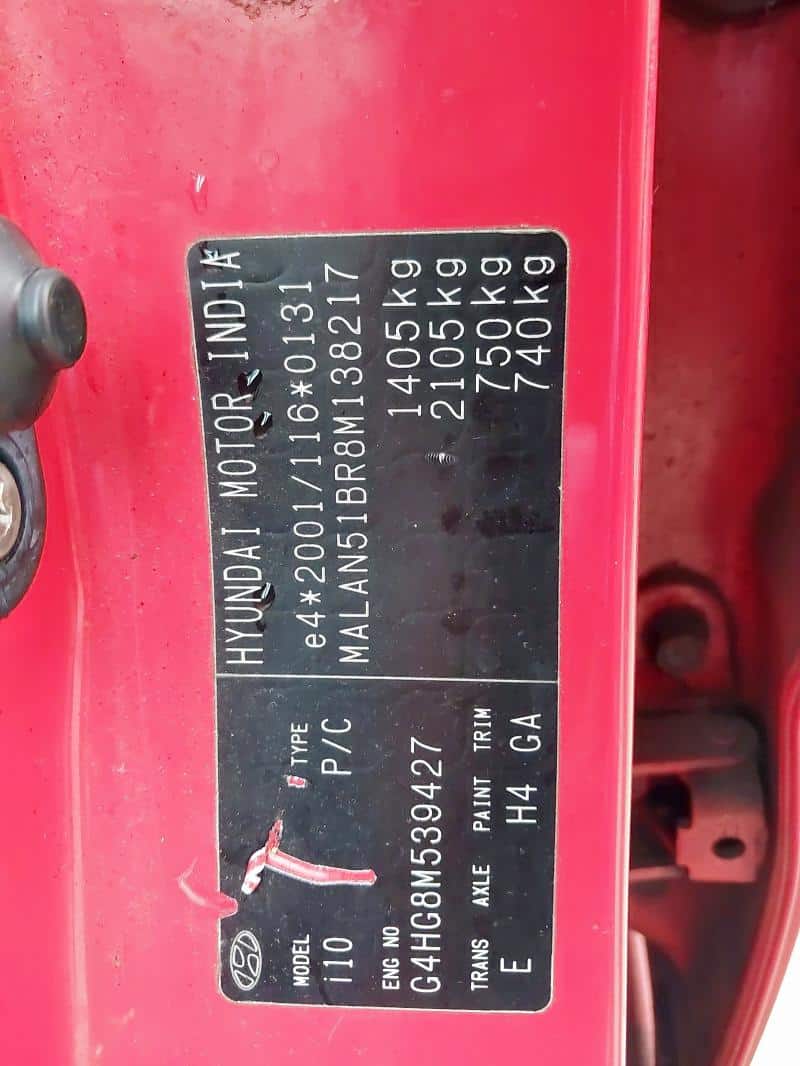 MODEL TYPE
i10 P/C
ENG NO
G4HG8M539427
TRANS AXLE PAINT TRIM
E H4 GA
HYUNDAI MOTOR INDIA
e4*2001/116*0131
MALAN51BR8M138217
1405kg
2105kg
750kg
740kg